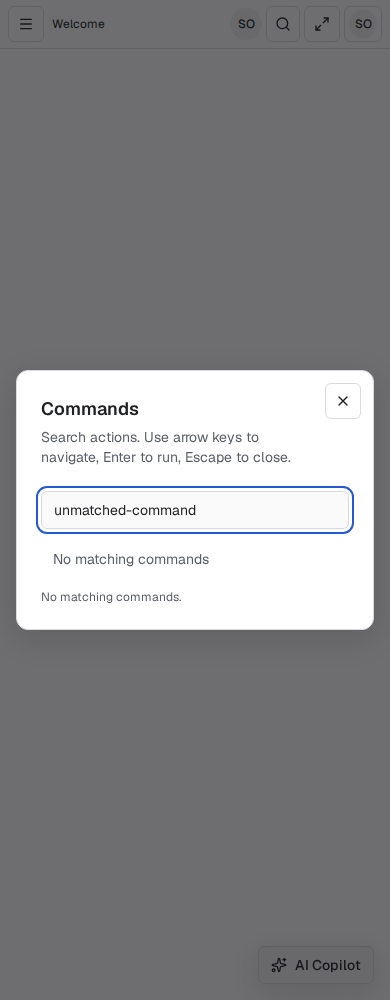 Welcome
SO
SO
Commands
Search actions. Use arrow keys to
navigate, Enter to run, Escape to close.
unmatched-command
No matching commands
No matching commands.
AI Copilot